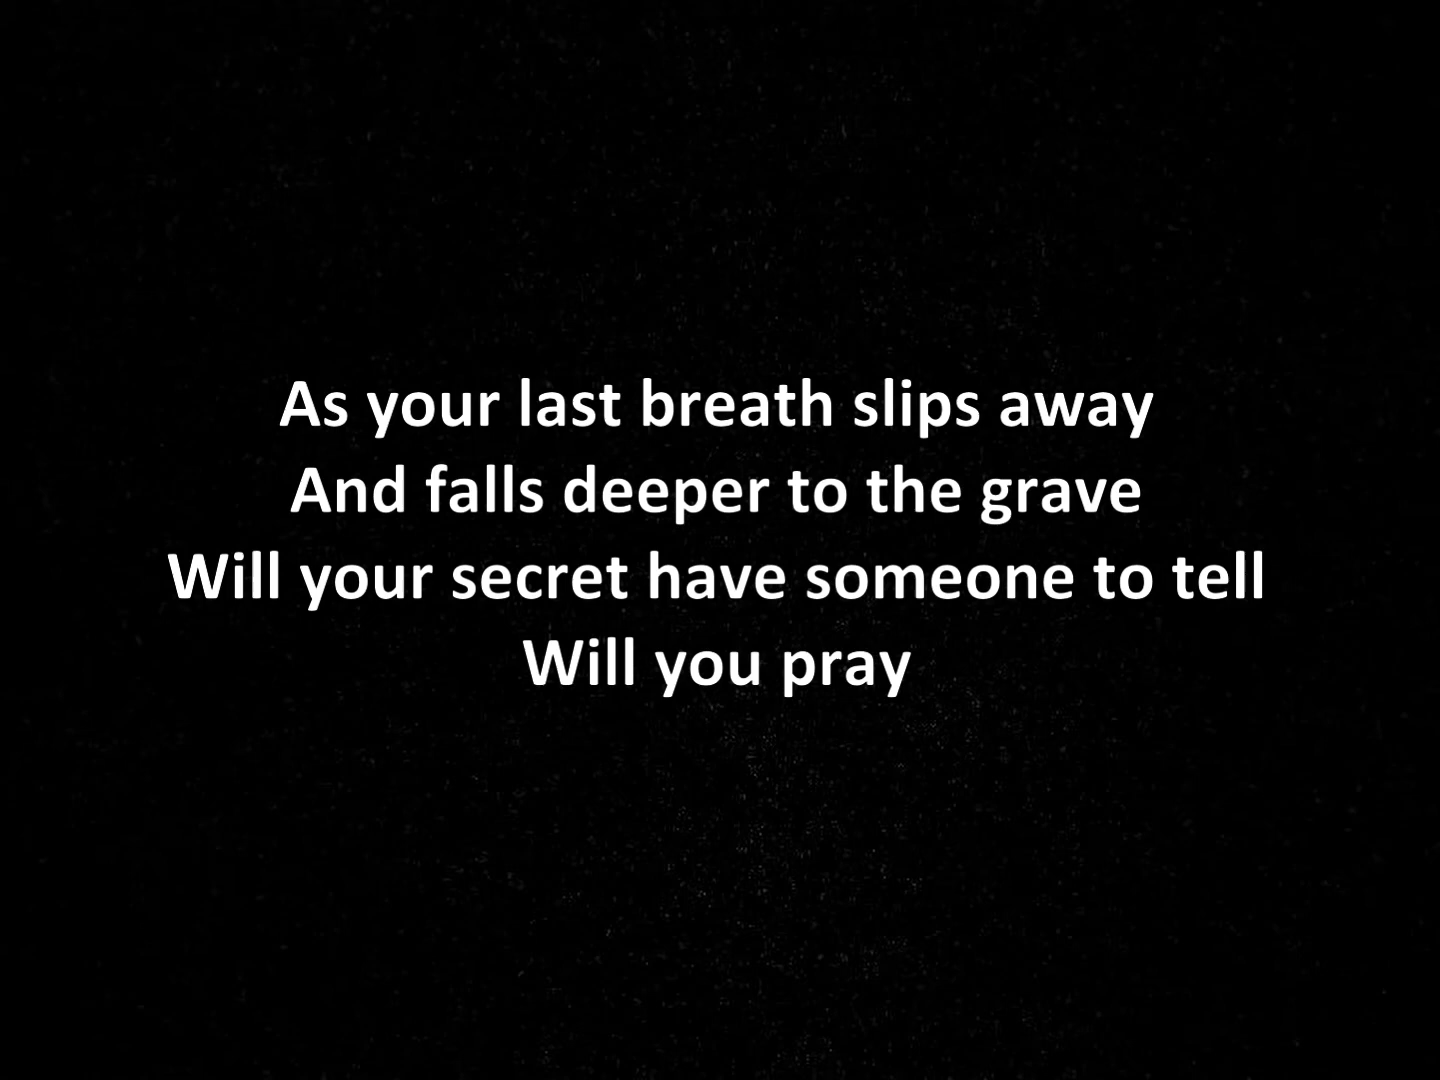 As your last breath slips away
And falls deeper to the grave
Will your secret have someone to tell
Will you pray